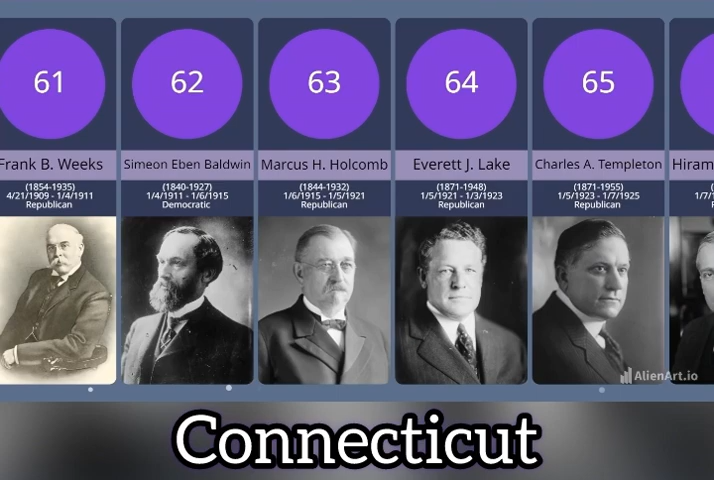 61
Frank B. Weeks
(1854-1935)
4/21/1909 - 1/4/1911
Republican
62
Simeon Eben Baldwin
(1840-1927)
1/4/1911 - 1/6/1915
Democratic
63
Marcus H. Holcomb
(1844-1932)
1/6/1915 - 1/5/1921
Republican
64
Everett J. Lake
(1871-1948)
1/5/1921 - 1/3/1923
Republican
65
Charles A. Templeton
(1871-1955)
1/5/1923 - 1/7/1925
Republican
Hiram
AlienArt.io
Connecticut